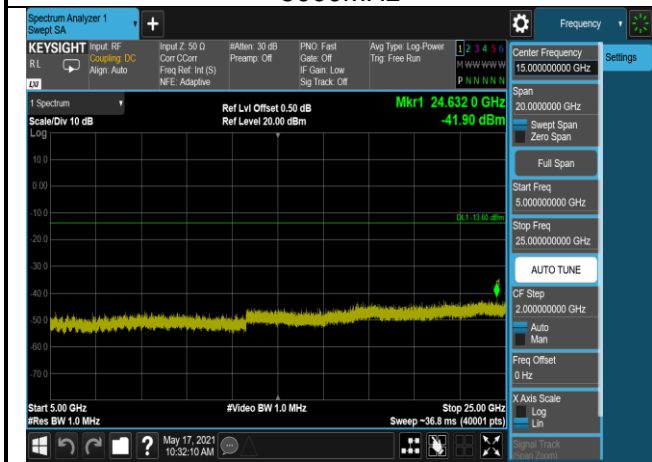 Spectrum Analyzer 1
Swept SA
+
Frequency
KEYSIGHT
RL
LXI
Input: RF
Coupling: DC
Align: Auto
Input Z: 50 Ω
Corr CCorr
Freq Ref: Int (S)
NFE: Adaptive
#Atten: 30 dB
Preamp: Off
PNO: Fast
Gate: Off
IF Gain: Low
Sig Track: Off
Avg Type: Log-Power
Trig: Free Run
1 2 3 4 5 6
M W W W W W
P N N N N N
1 Spectrum
Scale/Div 10 dB
Log
Ref Lvl Offset 0.50 dB
Ref Level 20.00 dBm
Mkr1 24.632 0 GHz
-41.90 dBm
10.0
0.00
-10.0
DL1 -13.60 dBm
-20.0
-30.0
-40.0
-50.0
-60.0
-70.0
Start 5.00 GHz
#Res BW 1.0 MHz
#Video BW 1.0 MHz
Stop 25.00 GHz
Sweep ~36.8 ms (40001 pts)
May 17, 2021
10:32:10 AM
?
Center Frequency
15.000000000 GHz
Settings
Span
20.0000000 GHz
Swept Span
Zero Span
Full Span
Start Freq
5.000000000 GHz
Stop Freq
25.000000000 GHz
AUTO TUNE
CF Step
2.000000000 GHz
Auto
Man
Freq Offset
0 Hz
X Axis Scale
Log
Lin
Signal Track
(Span Zoom)